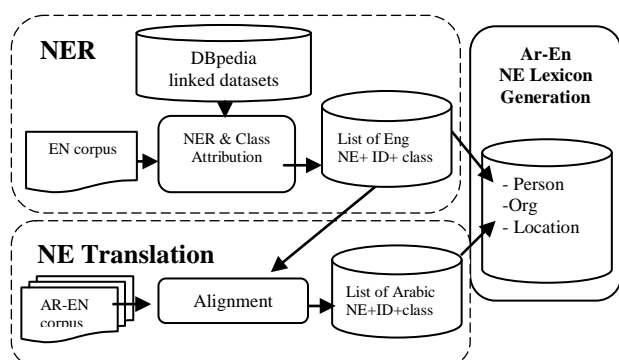 NER
DBpedia
linked datasets
EN corpus
NER & Class
Attribution
List of Eng
NE+ ID+ class
Ar-En
NE Lexicon
Generation
- Person
-Org
- Location
NE Translation
AR-EN
corpus
Alignment
List of Arabic
NE+ID+class